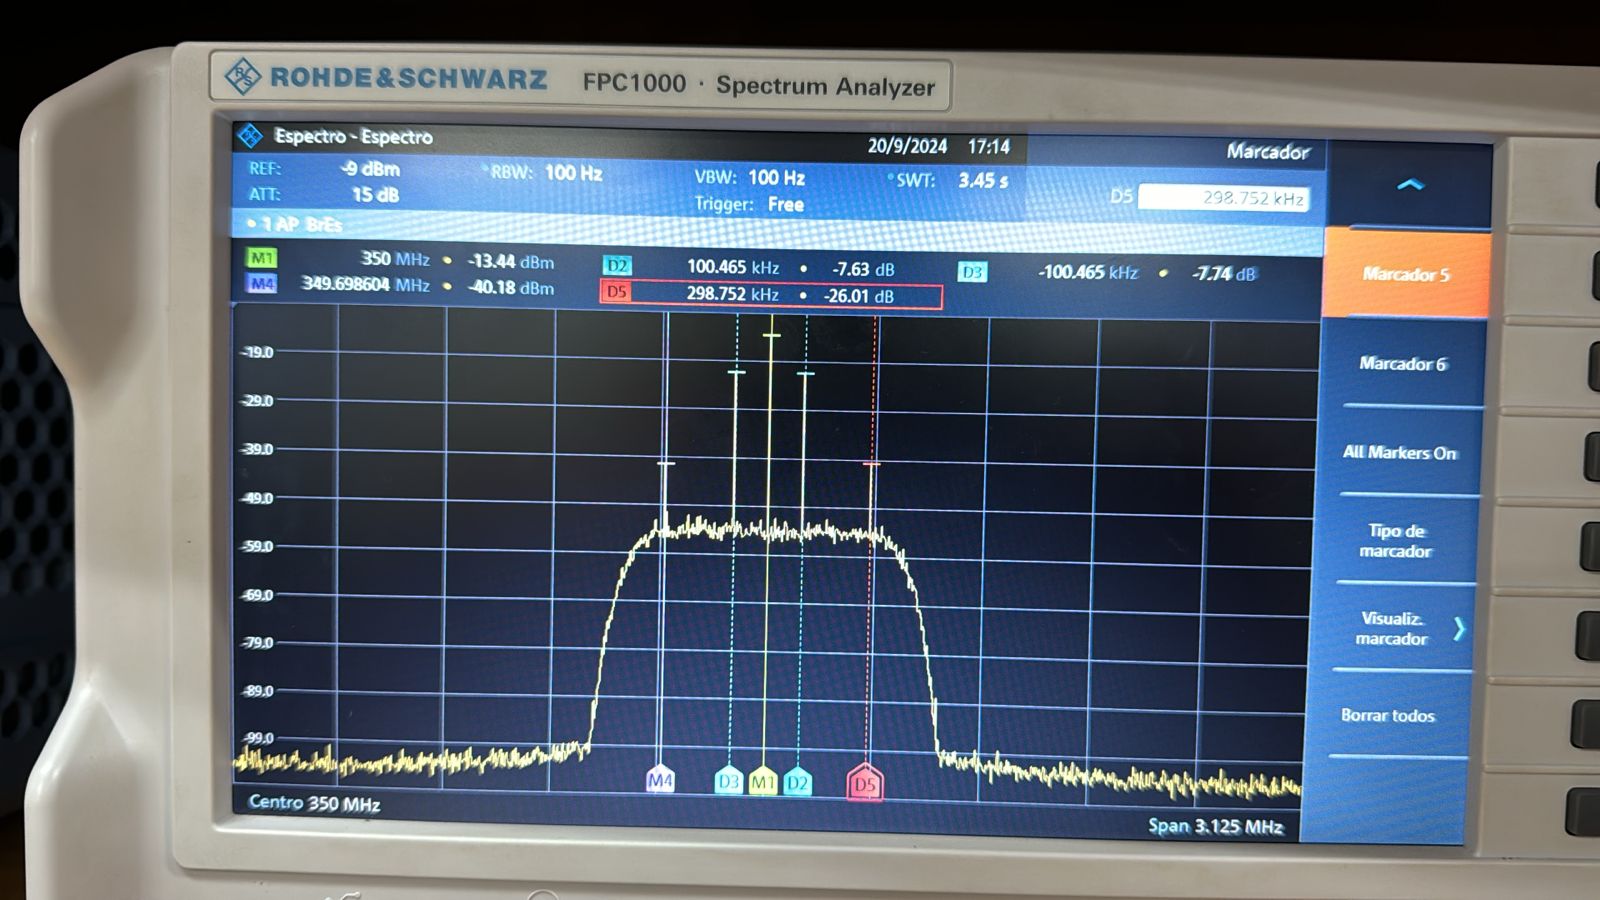 ROHDE&SCHWARZ FPC1000 · Spectrum Analyzer
Espectro - Espectro 20/9/2024 17:14 Marcador
REF: -9 dBm RBW: 100 Hz VBW: 100 Hz SWT: 3.45 s D5 298.752 kHz
ATT: 15 dB Trigger: Free
1 AP BrEs
M1 350 MHz • -13.44 dBm D2 100.465 kHz • -7.63 dB D3 -100.465 kHz • -7.74 dB
M4 349.698604 MHz • -40.18 dBm D5 298.752 kHz • -26.01 dB
-19.0
-29.0
-39.0
-49.0
-59.0
-69.0
-79.0
-89.0
-99.0
M4 D3 M1 D2 D5
Centro 350 MHz Span 3.125 MHz
Marcador 5
Marcador 6
All Markers On
Tipo de
marcador
Visualiz.
marcador
Borrar todos